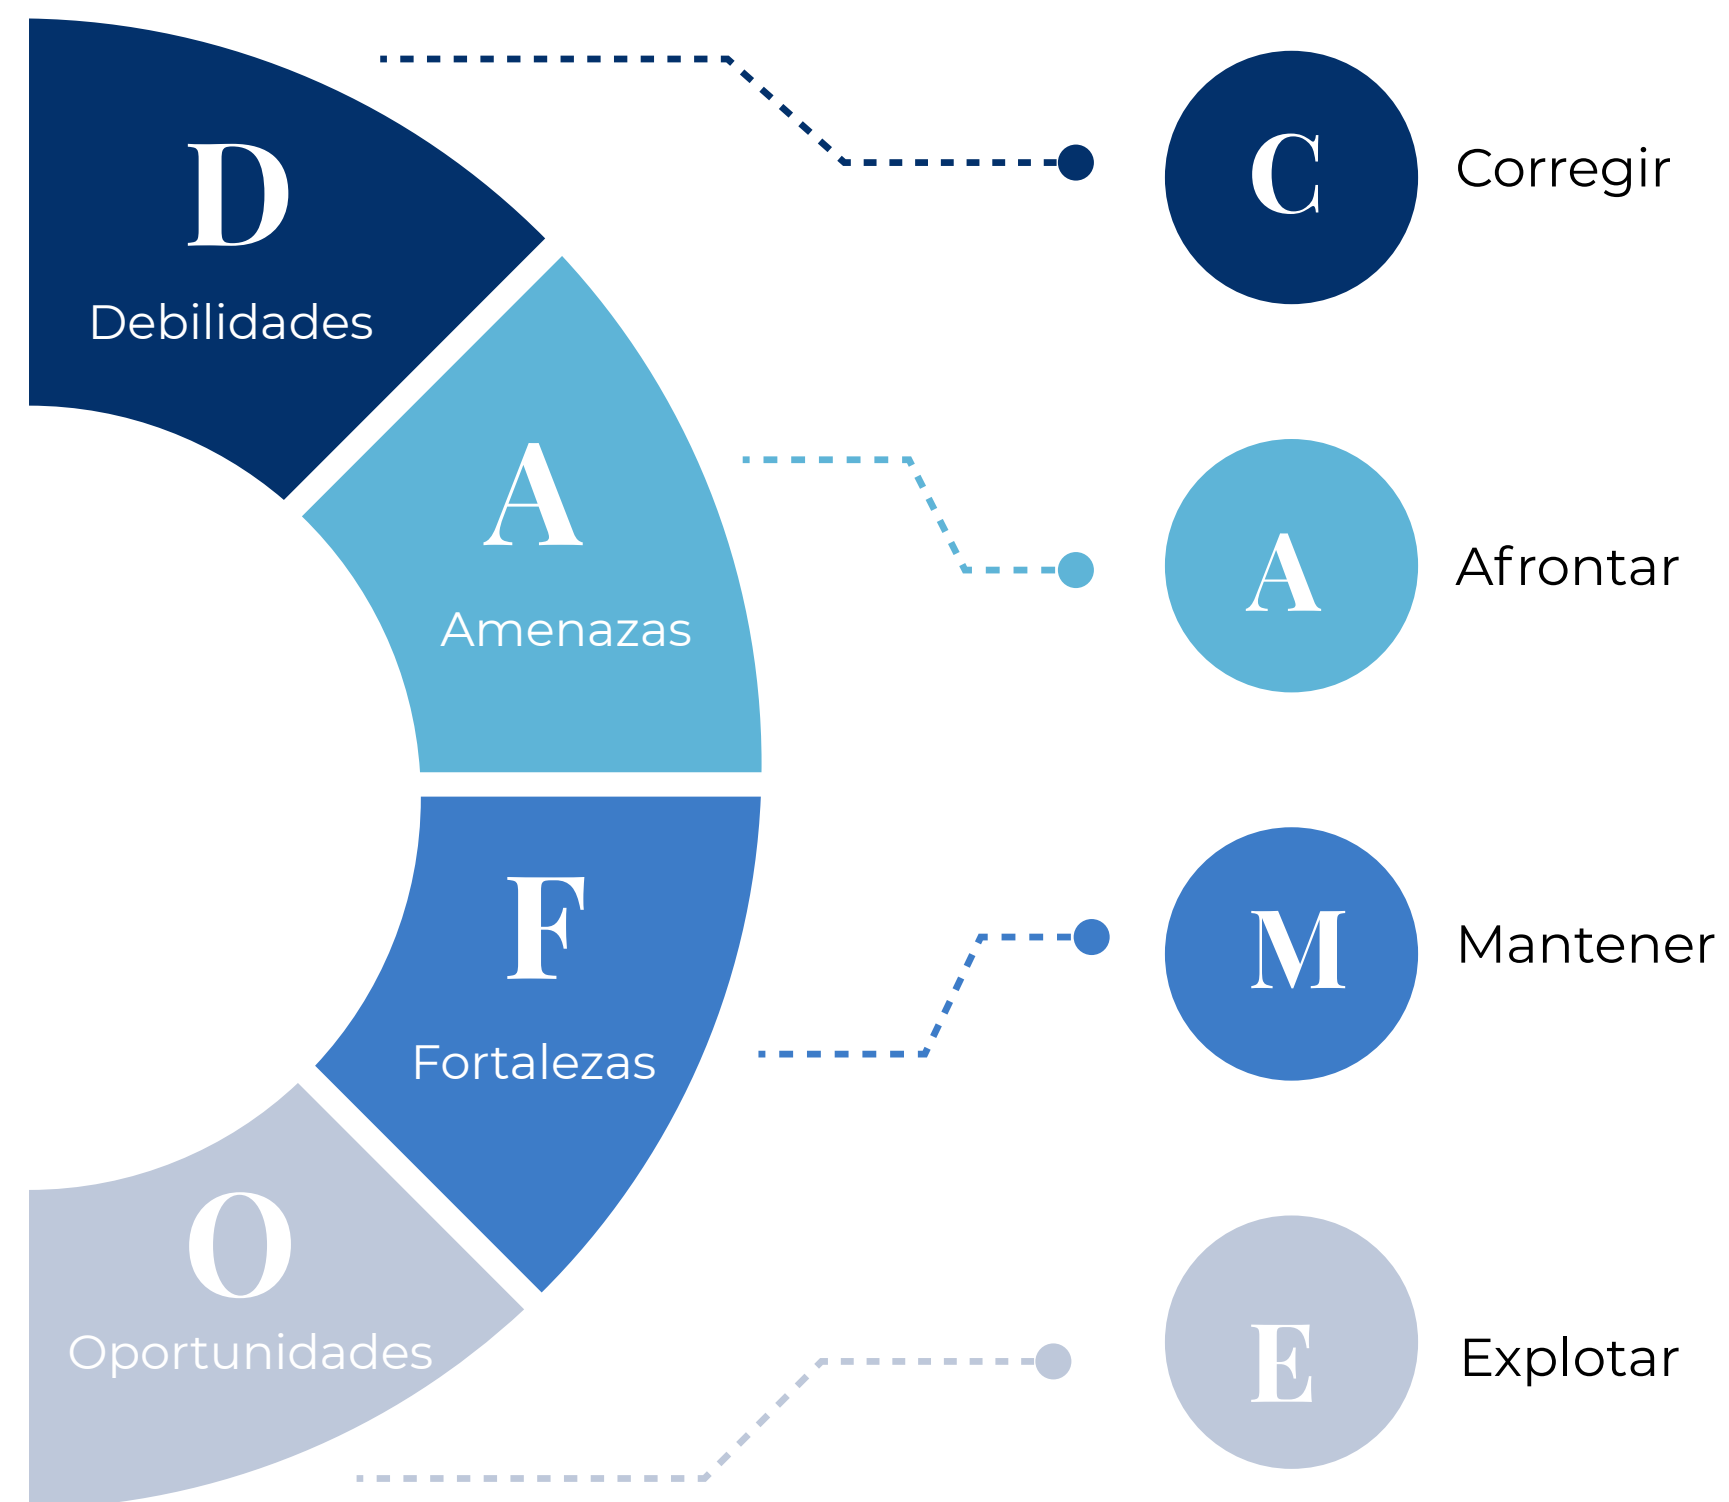 D
Debilidades
C
Corregir
A
Amenazas
A
Afrontar
F
Fortalezas
M
Mantener
O
Oportunidades
E
Explotar